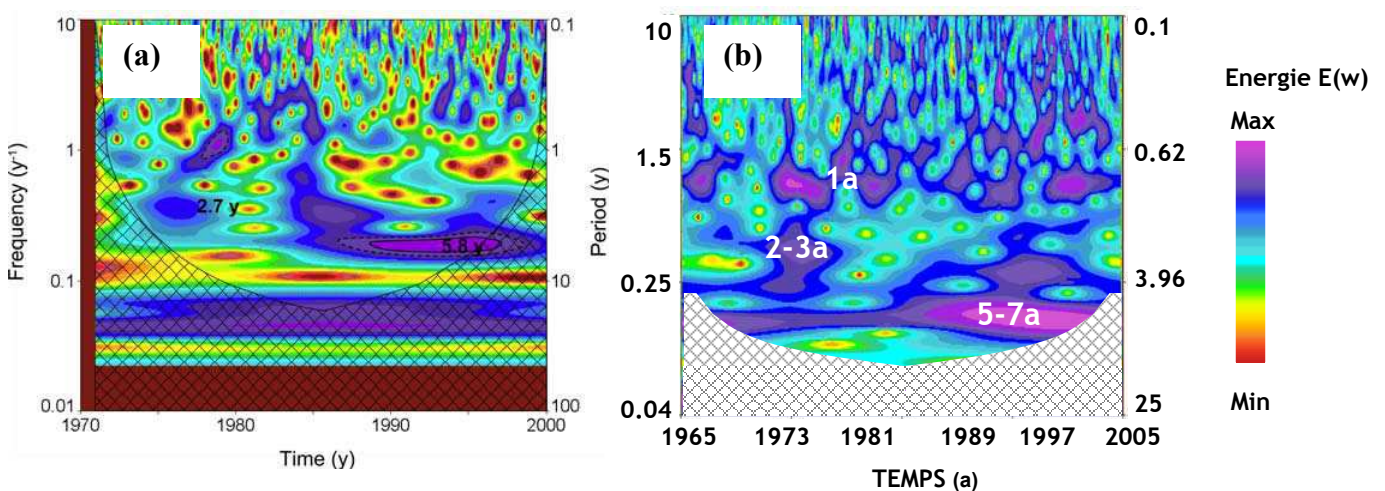 (a)
10
1
0.1
0.01
Frequency (y⁻¹)
0.1
1
10
100
Period (y)
2.7 y
5.8 y
1970
1980
1990
2000
Time (y)
(b)
10
1.5
0.25
0.04
0.1
0.62
3.96
25
1a
2-3a
5-7a
1965
1973
1981
1989
1997
2005
TEMPS (a)
Energie E(w)
Max
Min